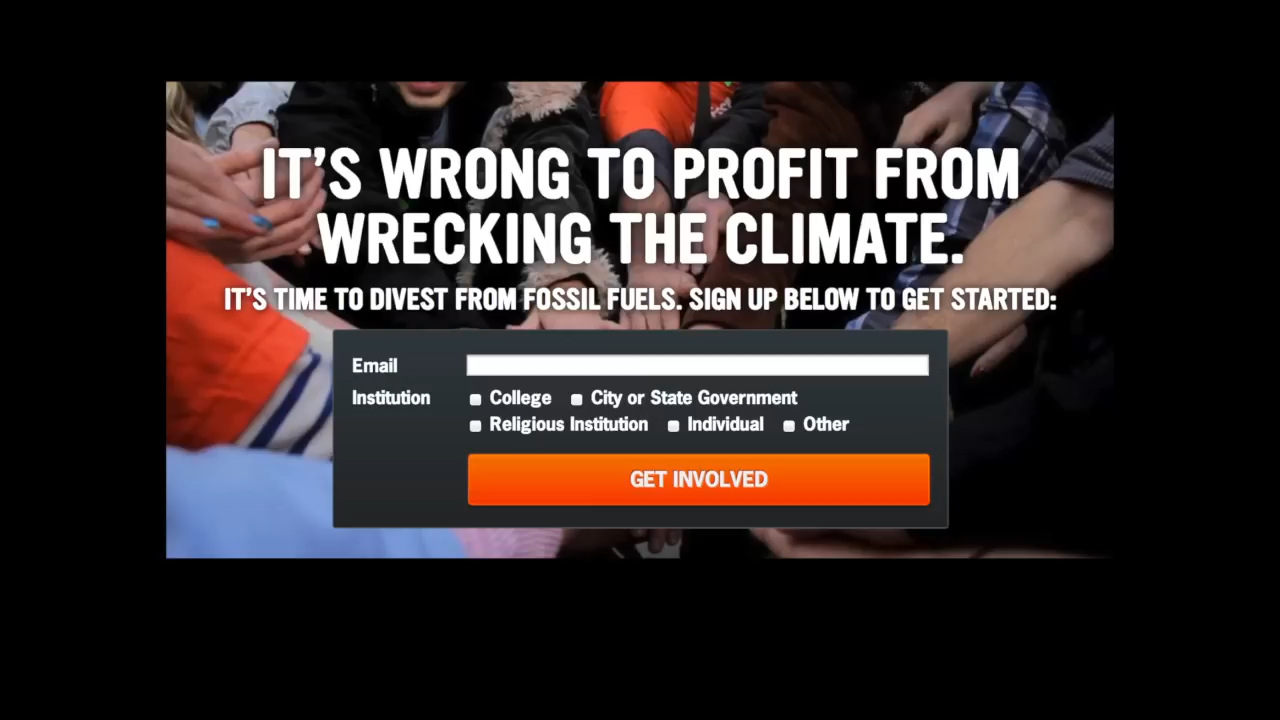 IT'S WRONG TO PROFIT FROM
WRECKING THE CLIMATE.
IT'S TIME TO DIVEST FROM FOSSIL FUELS. SIGN UP BELOW TO GET STARTED:
Email
Institution College City or State Government
Religious Institution Individual Other
GET INVOLVED